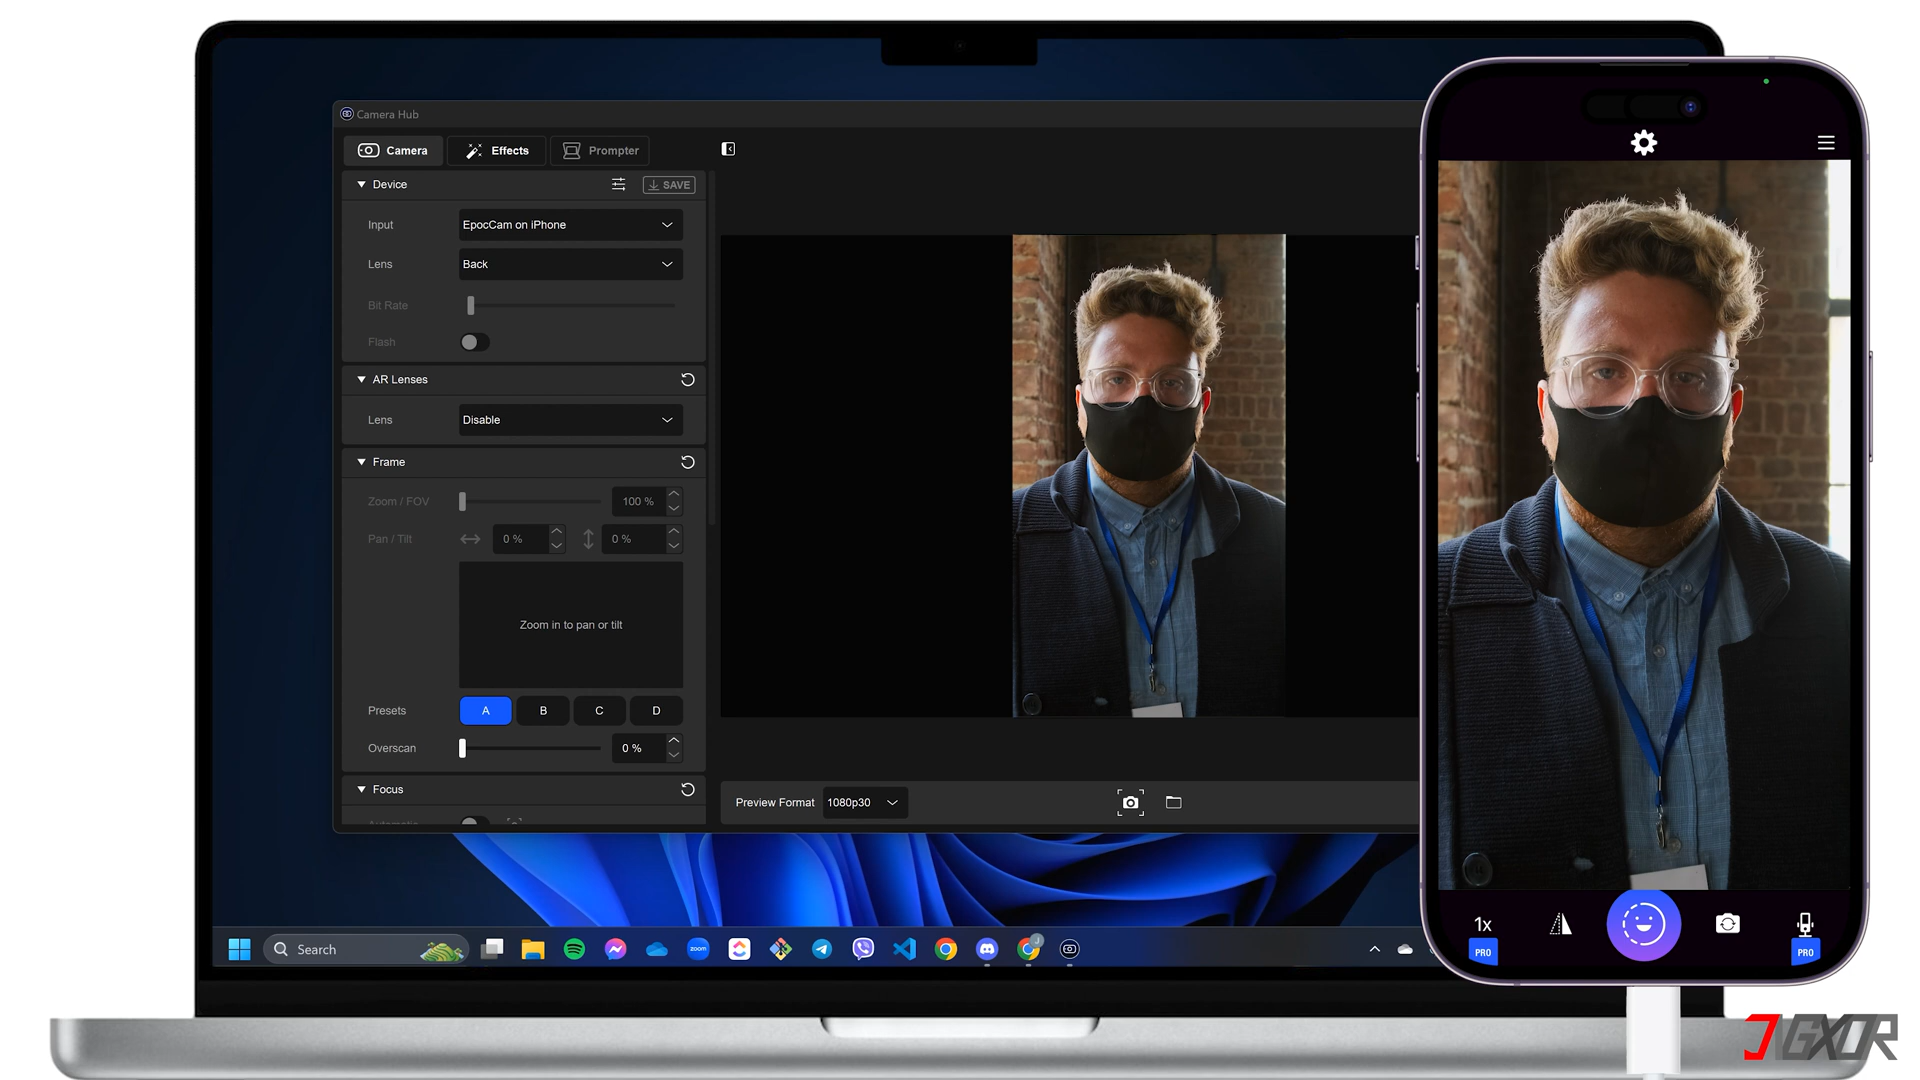 Camera Hub
Camera
Effects
Prompter
Device
SAVE
Input
EpocCam on iPhone
Lens
Back
Bit Rate
Flash
AR Lenses
Lens
Disable
Frame
Zoom / FOV
100 %
Pan / Tilt
0 %
0 %
Zoom in to pan or tilt
Presets
A
B
C
D
Overscan
0 %
Focus
Preview Format
1080p30
Search
zoom
J
1x
PRO
PRO
JIGXOR